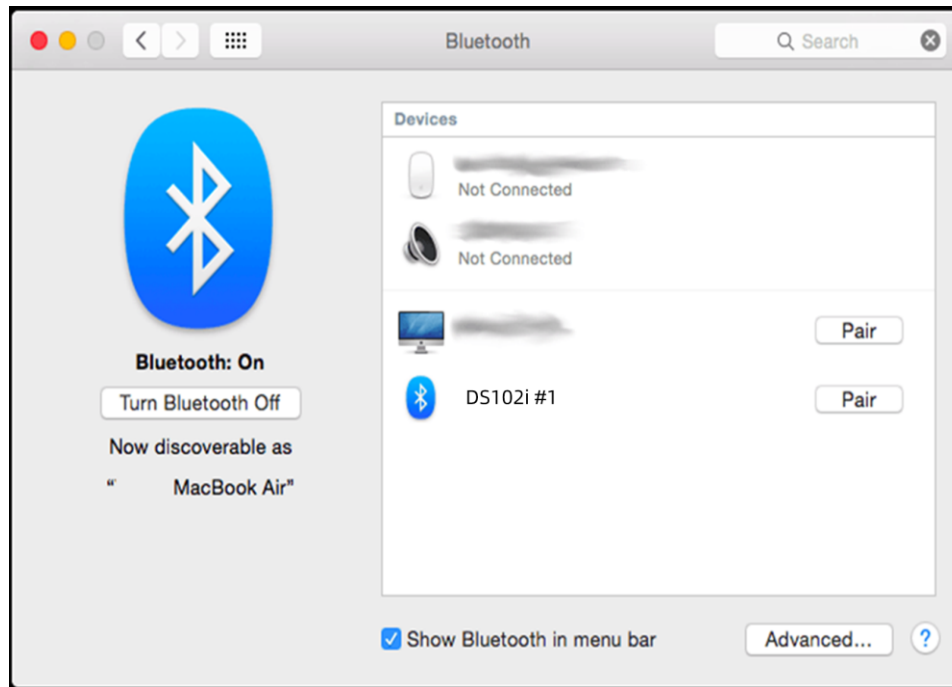 Bluetooth
Search
Devices
Not Connected
Not Connected
Pair
DS102i #1
Pair
Bluetooth: On
Turn Bluetooth Off
Now discoverable as
“ MacBook Air"
Show Bluetooth in menu bar
Advanced...
?